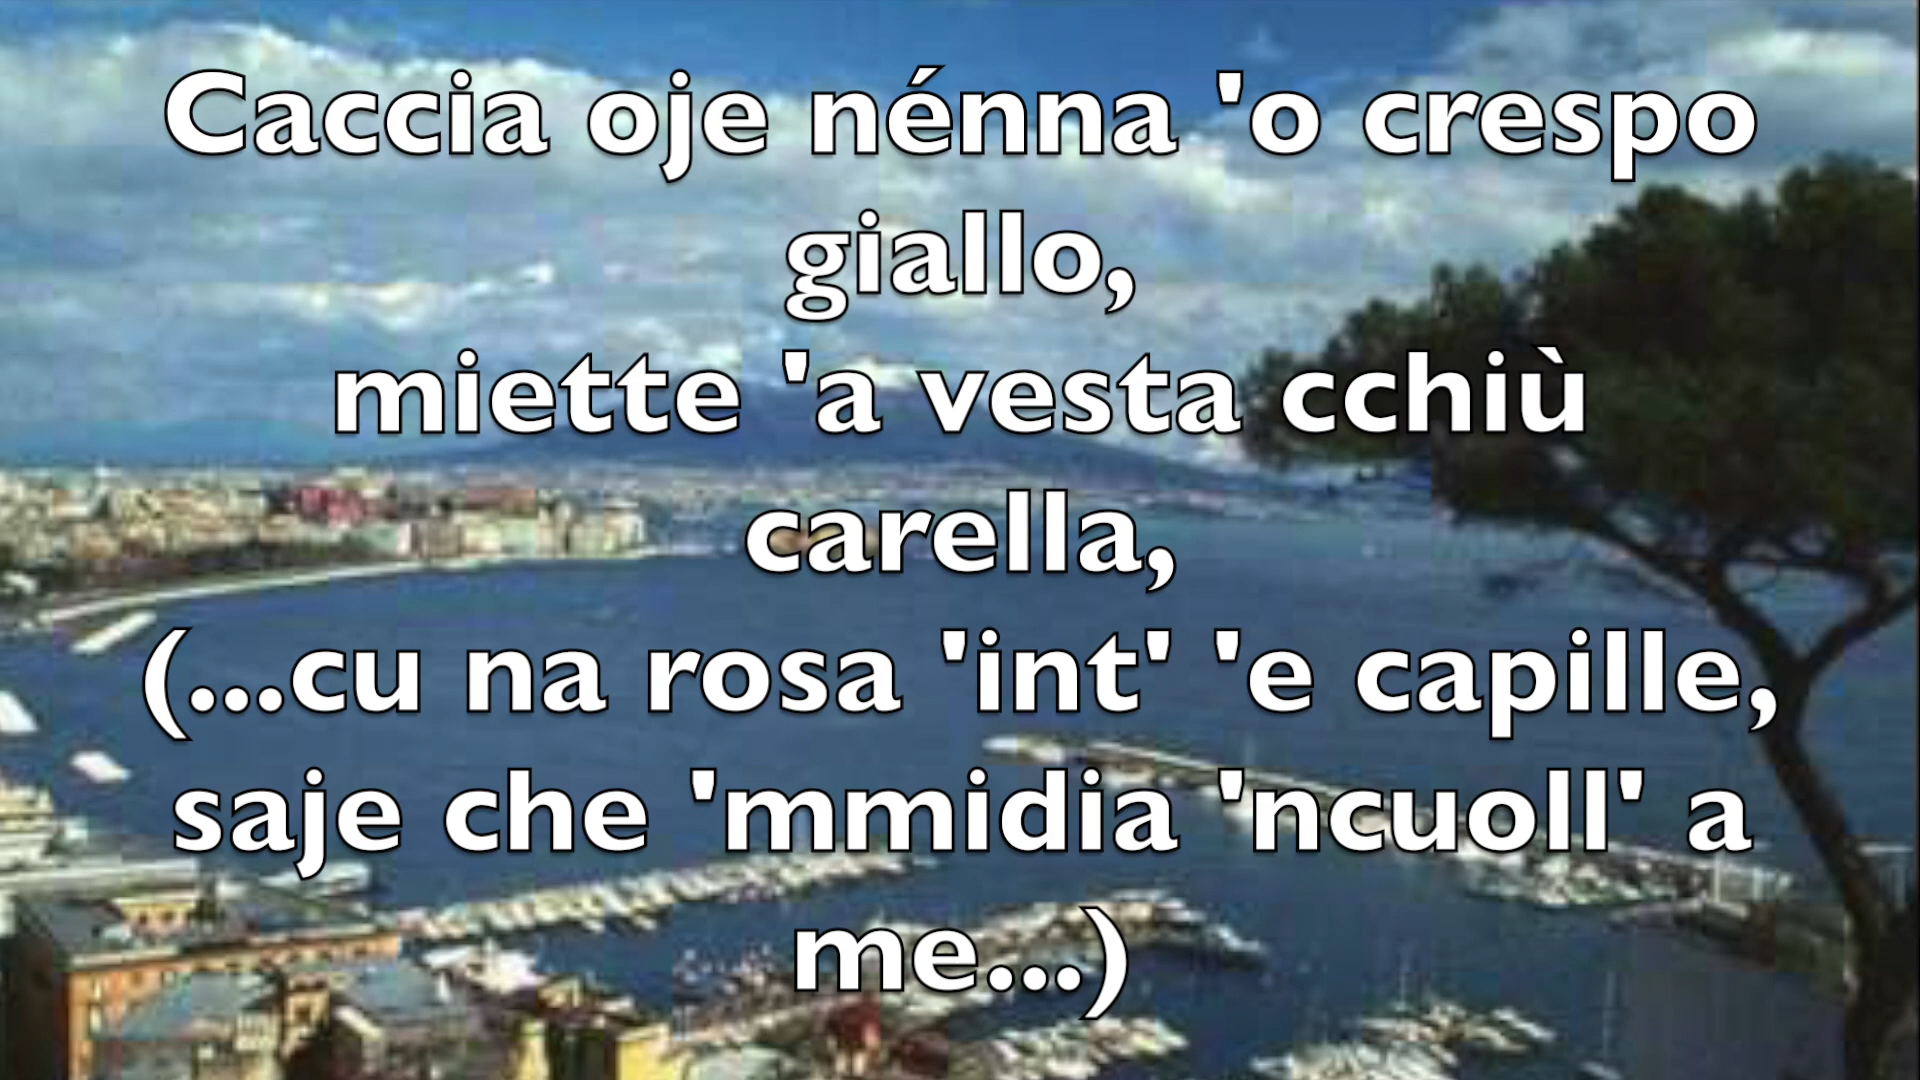 Caccia oje nénna 'o crespo
giallo,
miette 'a vesta cchiù
carella,
(...cu na rosa 'int' 'e capille,
saje che 'mmidia 'ncuoll' a
me...)